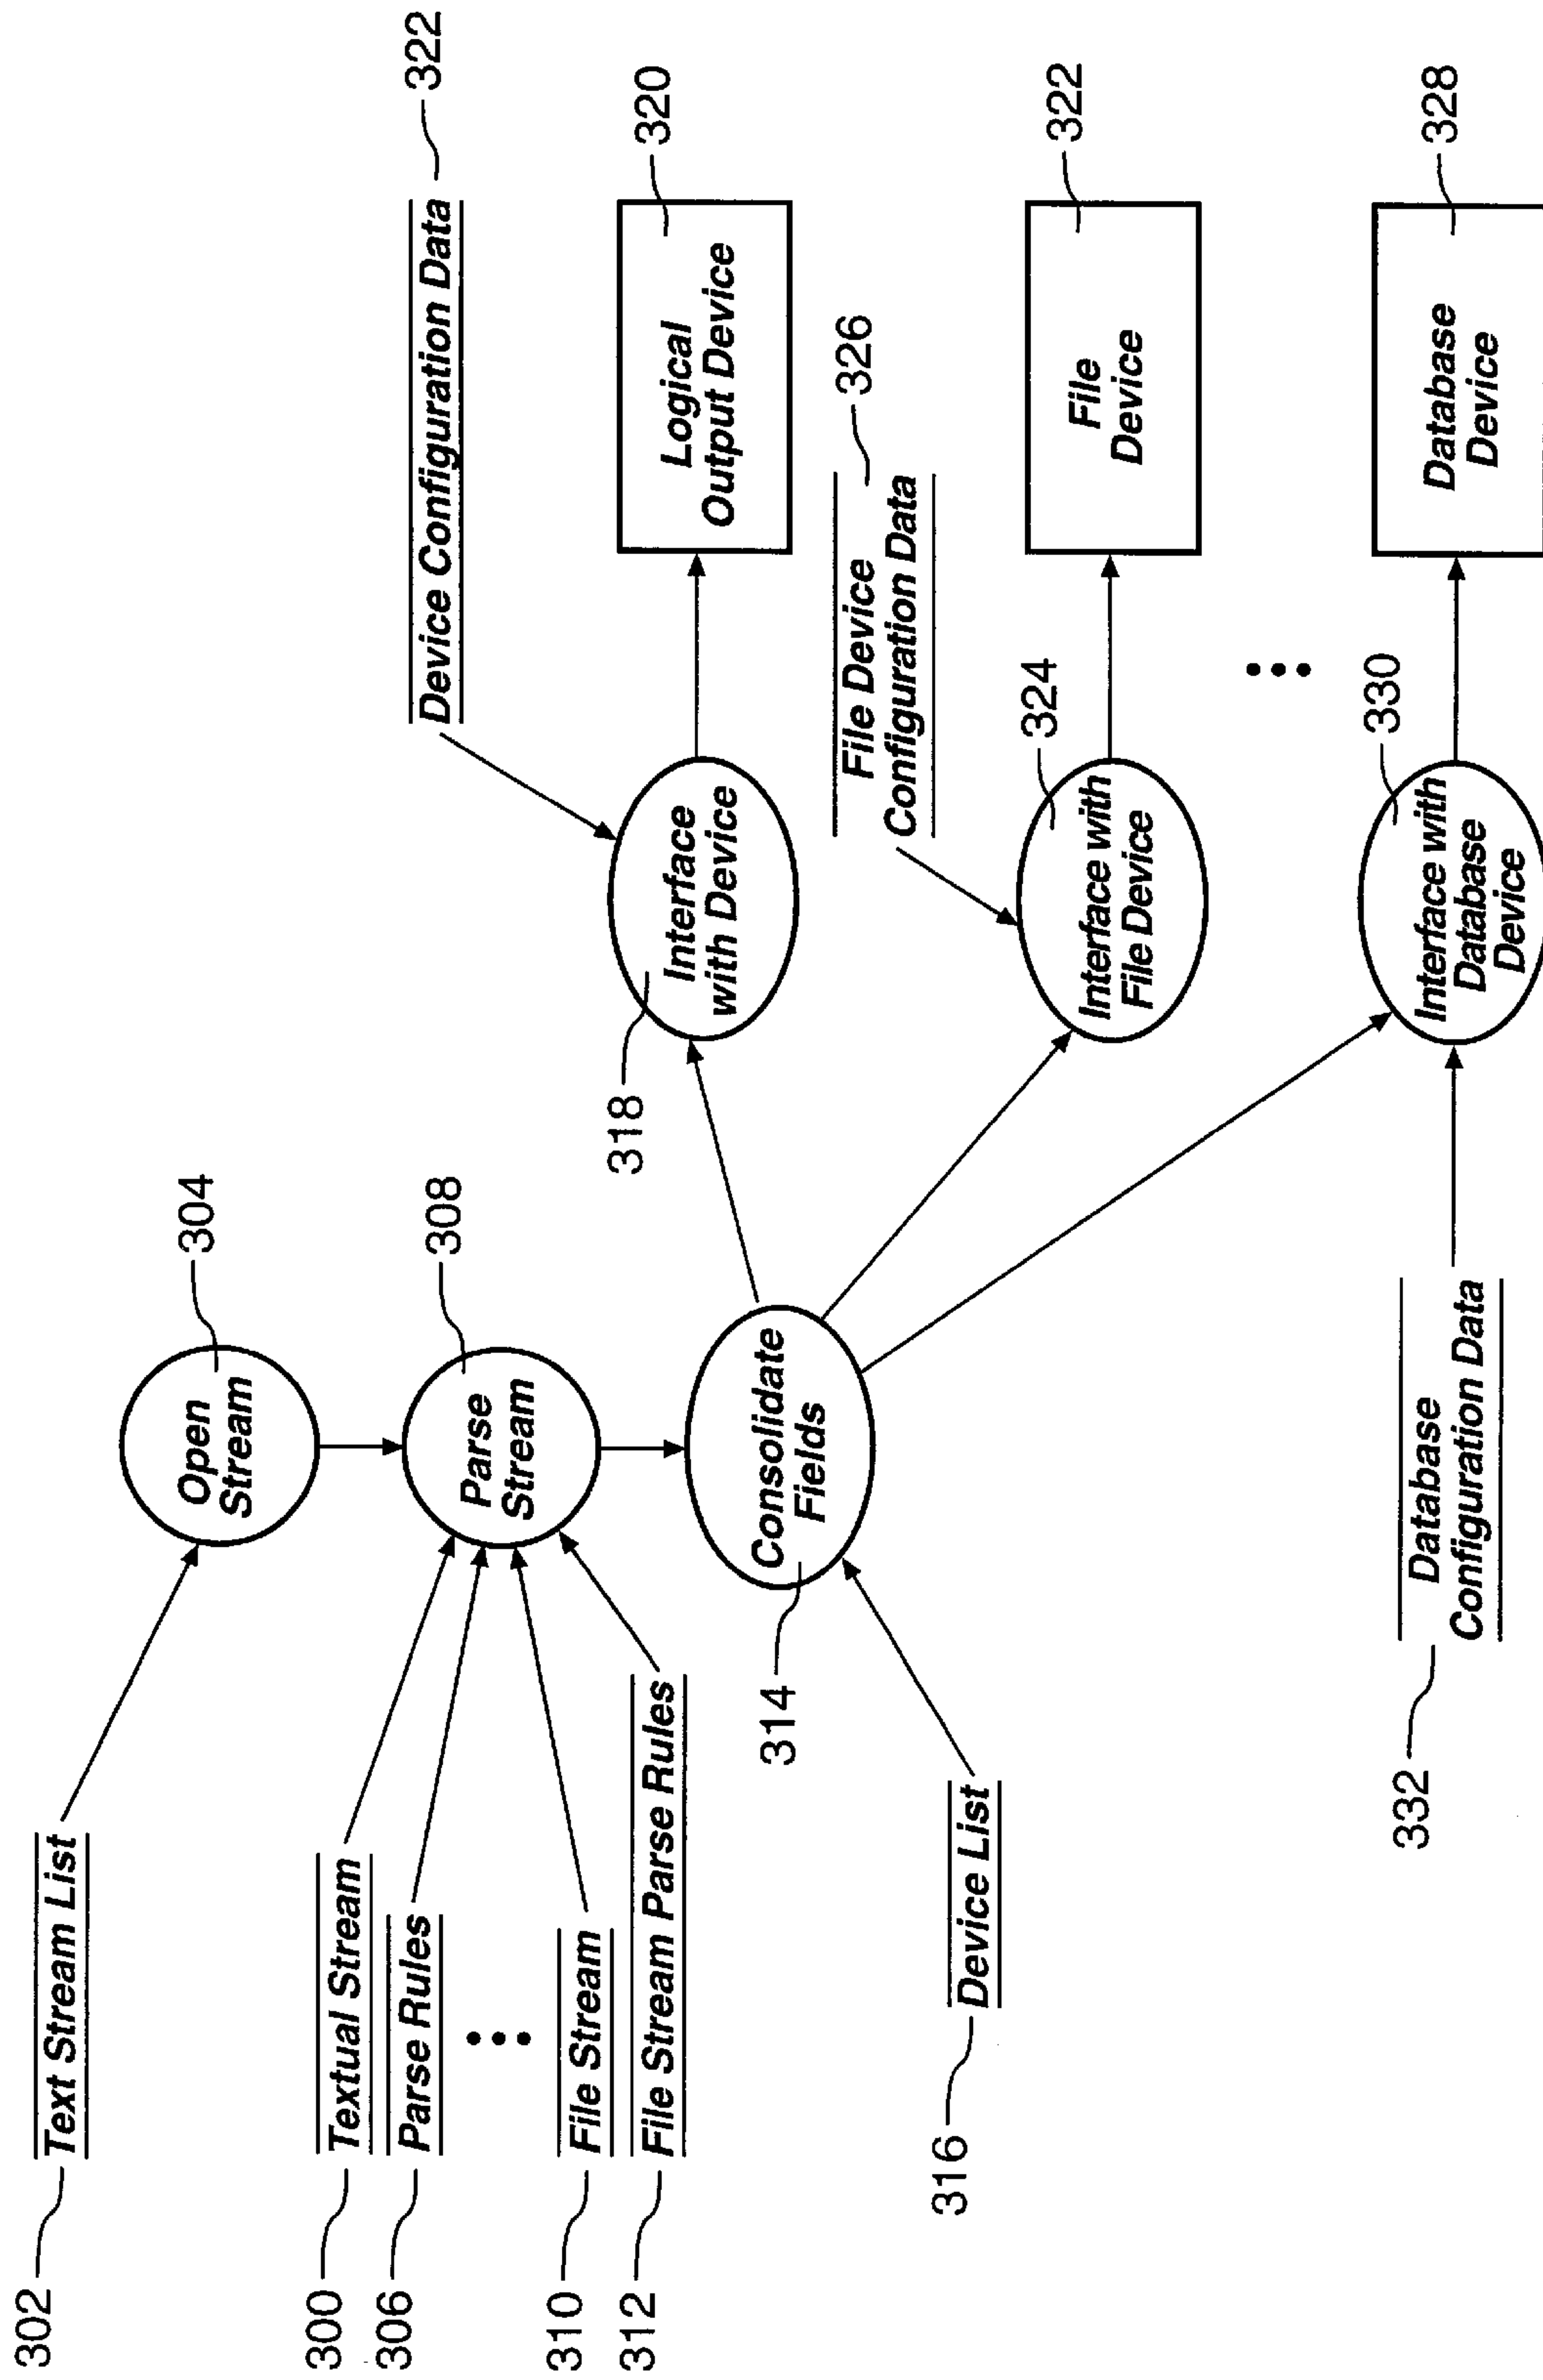 302
Text Stream List
Open
Stream
304
300
Textual Stream
306
Parse Rules
310
File Stream
312
File Stream Parse Rules
Parse
Stream
308
314
Consolidate
Fields
316
Device List
318
Interface
with Device
Device Configuration Data
322
Logical
Output Device
320
File Device
Configuration Data
326
324
Interface with
File Device
File
Device
322
332
Database
Configuration Data
330
Interface with
Database
Device
Database
Device
328